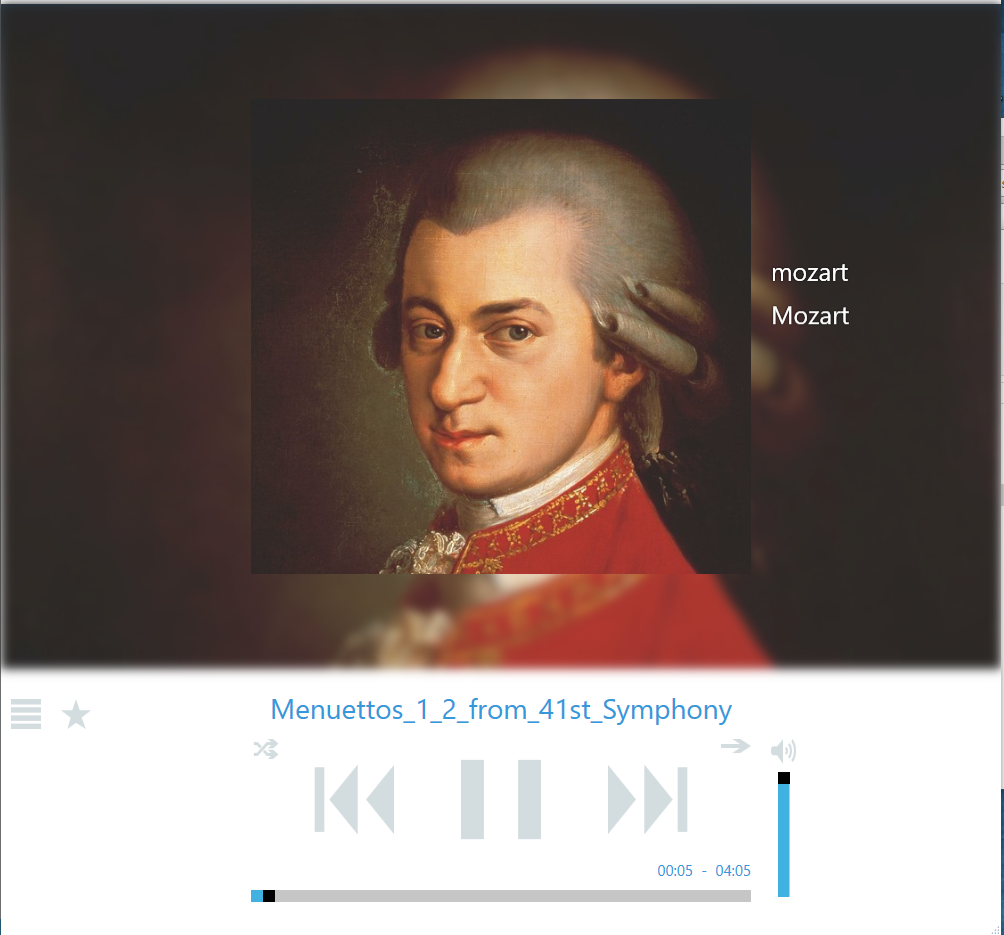 mozart
Mozart
Menuettos_1_2_from_41st_Symphony
00:05 - 04:05